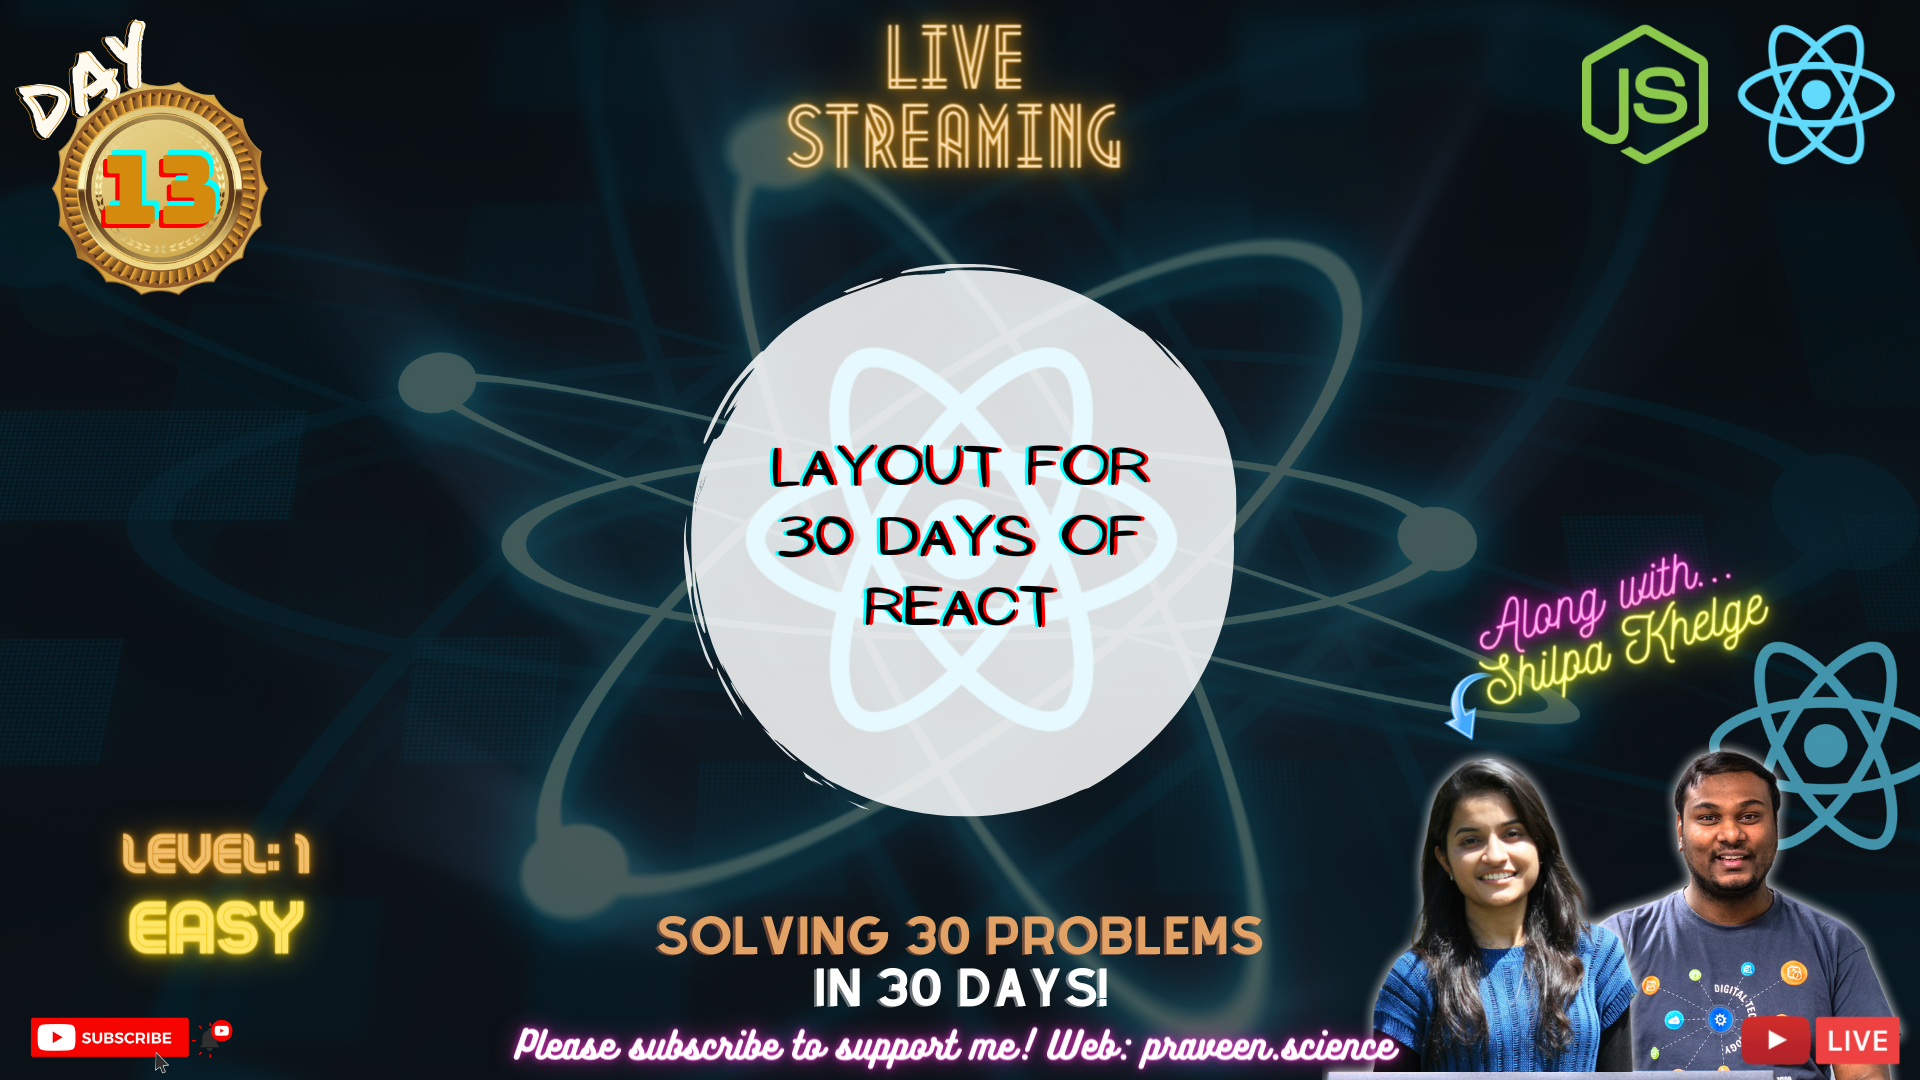 DAY
13
LIVE
STREAMING
JS
LAYOUT FOR
30 DAYS OF
REACT
Along with...
Shilpa Khelge
LEVEL: 1
EASY
SOLVING 30 PROBLEMS
IN 30 DAYS!
Please subscribe to support me! Web: praveen.science
SUBSCRIBE
LIVE